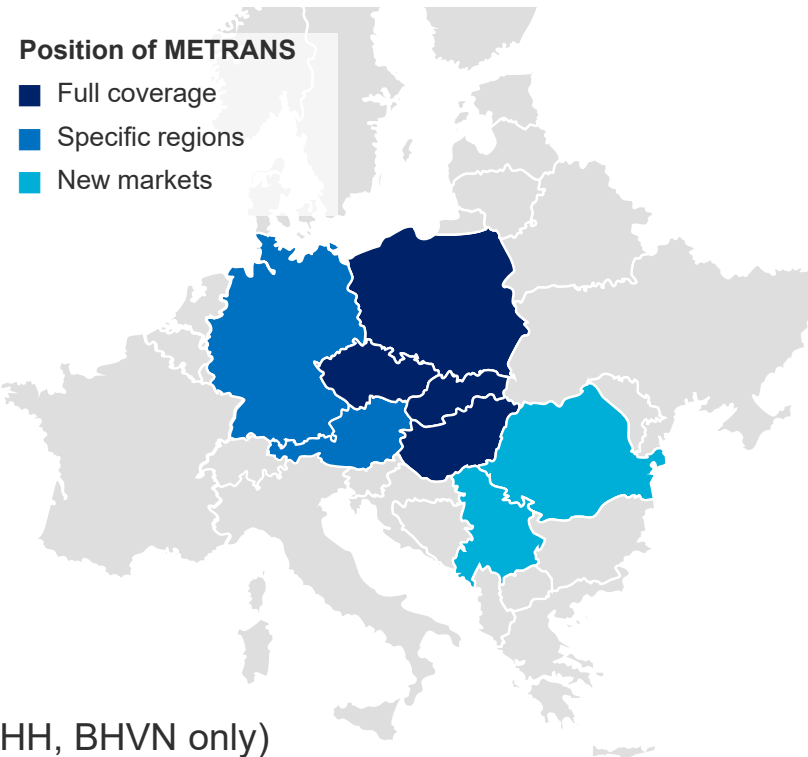 Position of METRANS
Full coverage
Specific regions
New markets
HH, BHVN only)